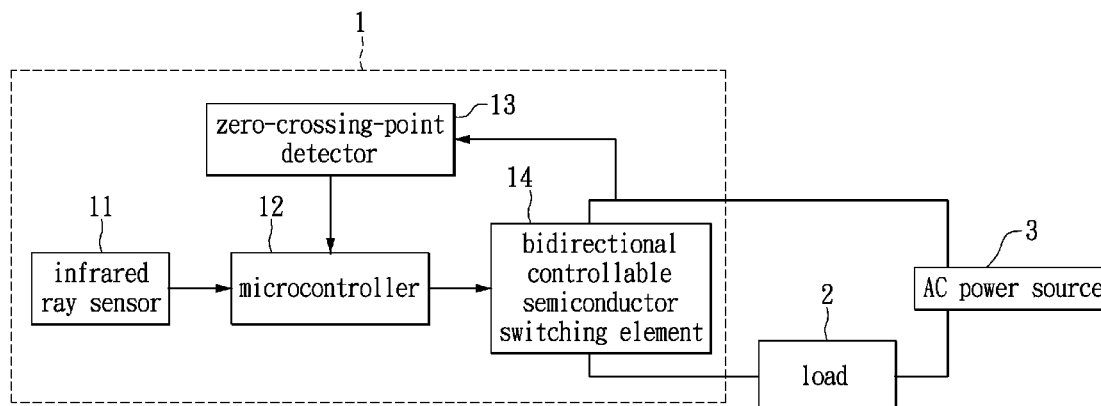 1
13
zero-crossing-point
detector
14
11
12
bidirectional
controllable
semiconductor
switching element
infrared
ray sensor
microcontroller
3
AC power source
2
load